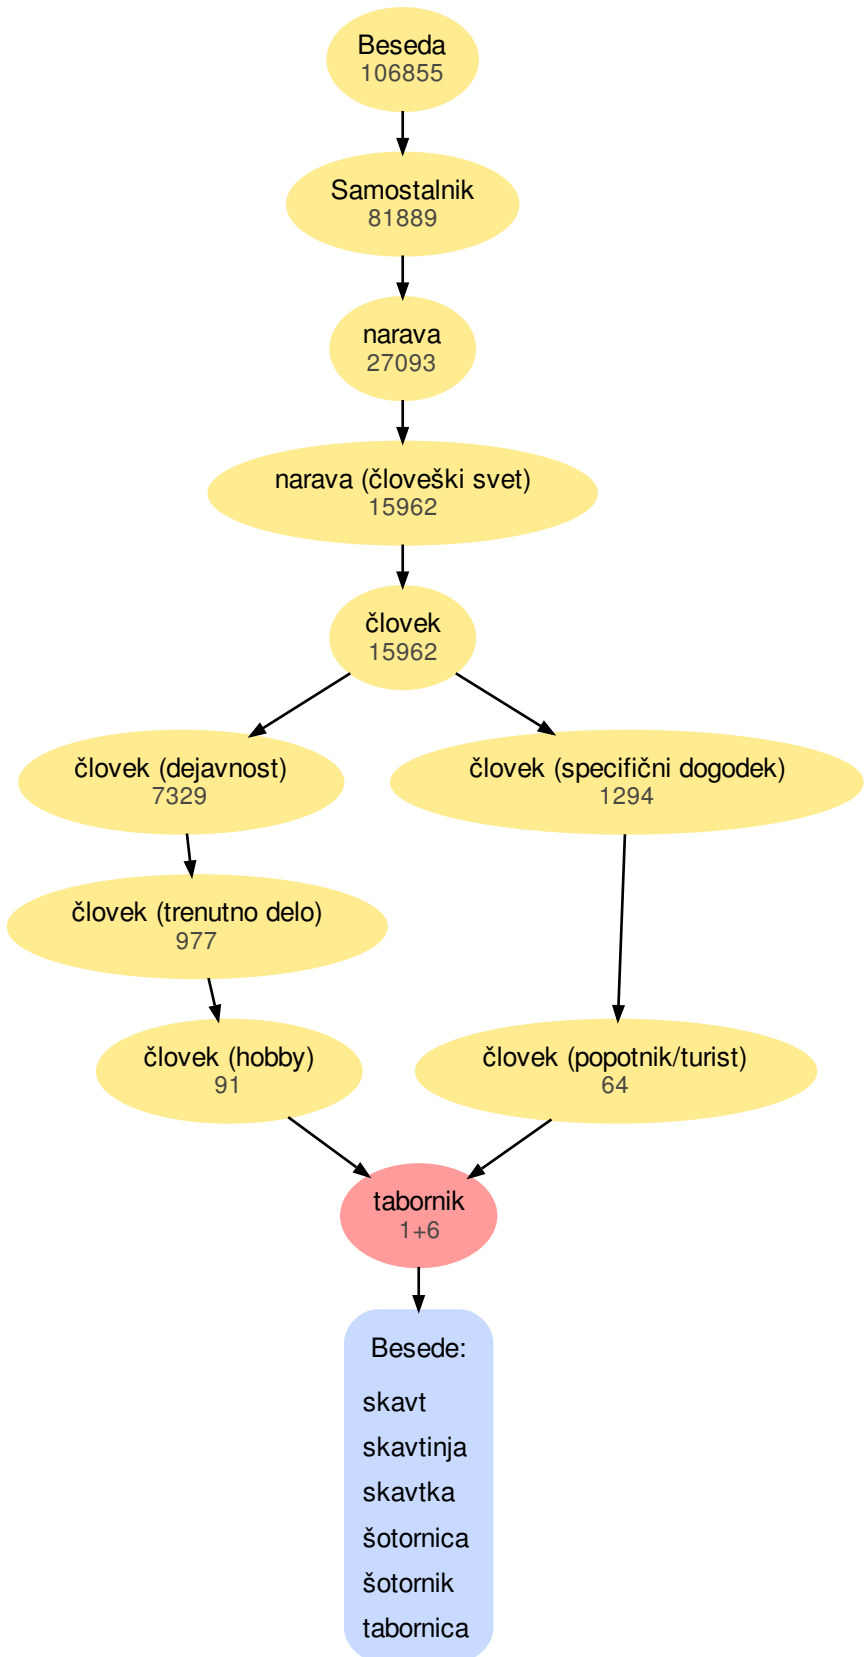 Beseda
106855
Samostalnik
81889
narava
27093
narava (človeški svet)
15962
človek
15962
človek (dejavnost)
7329
človek (specifični dogodek)
1294
človek (trenutno delo)
977
človek (hobby)
91
človek (popotnik/turist)
64
tabornik
1+6
Besede:
skavt
skavtinja
skavtka
šotornica
šotornik
tabornica